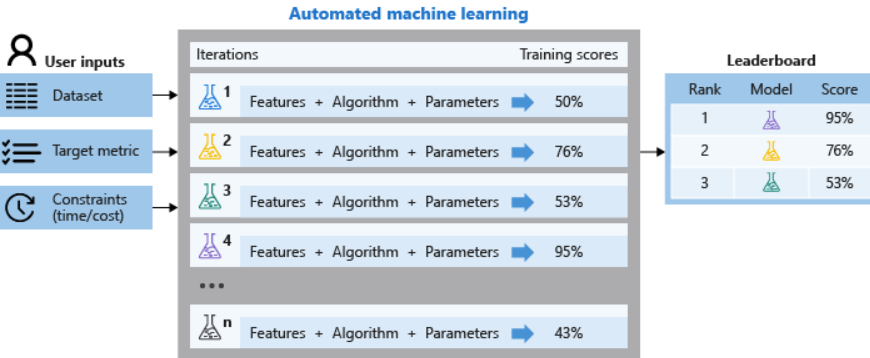 Automated machine learning
User inputs
Dataset
Target metric
Constraints
(time/cost)
Iterations Training scores
1 Features + Algorithm + Parameters 50%
2 Features + Algorithm + Parameters 76%
3 Features + Algorithm + Parameters 53%
4 Features + Algorithm + Parameters 95%
•••
n Features + Algorithm + Parameters 43%
Leaderboard
Rank Model Score
1 95%
2 76%
3 53%